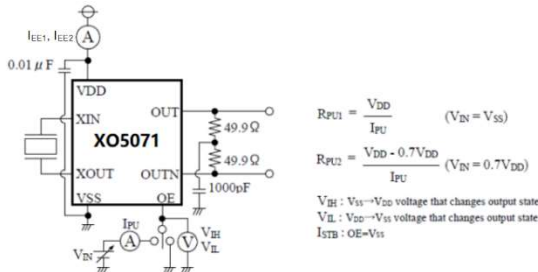 IEE1, IEE2
A
0.01 μF
VDD
XIN
OUT
XO5071
49.9Ω
49.9Ω
XOUT
OUTN
VSS
OE
1000pF
IPU
VIN
A
V
VIH
VIL
RPU1 = VDD / IPU (VIN = VSS)
RPU2 = VDD - 0.7VDD / IPU (VIN = 0.7VDD)
VIH : VSS→VDD voltage that changes output state
VIL : VDD→VSS voltage that changes output state
ISTB : OE=VSS